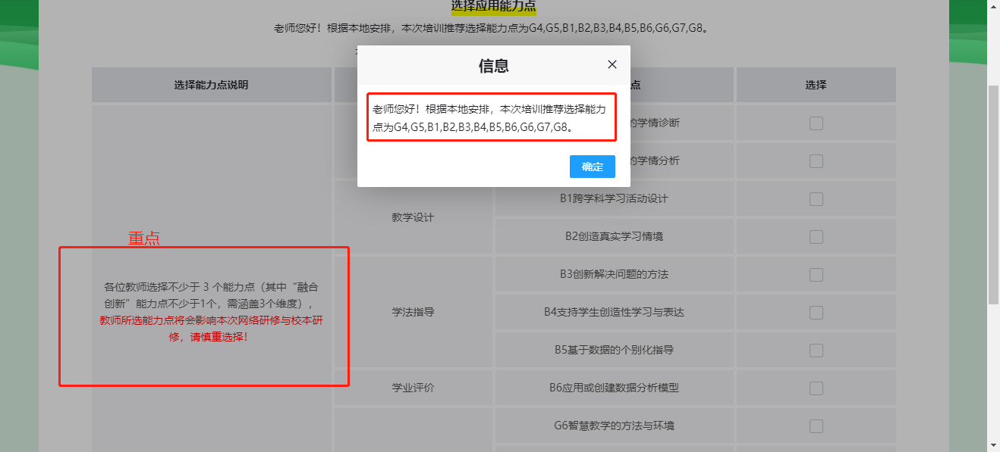 选择应用能力点
老师您好！根据本地安排，本次培训推荐选择能力点为G4,G5,B1,B2,B3,B4,B5,B6,G6,G7,G8。
信息
老师您好！根据本地安排，本次培训推荐选择能力
点为G4,G5,B1,B2,B3,B4,B5,B6,G6,G7,G8。
确定
选择能力点说明
点
选择
的学情诊断
的学情分析
教学设计
B1跨学科学习活动设计
B2创造真实学习情境
重点
各位教师选择不少于 3 个能力点（其中“融合
创新”能力点不少于1个，需涵盖3个维度），
教师所选能力点将会影响本次网络研修与校本研
修，请慎重选择！
学法指导
B3创新解决问题的方法
B4支持学生创造性学习与表达
B5基于数据的个别化指导
学业评价
B6应用或创建数据分析模型
G6智慧教学的方法与环境